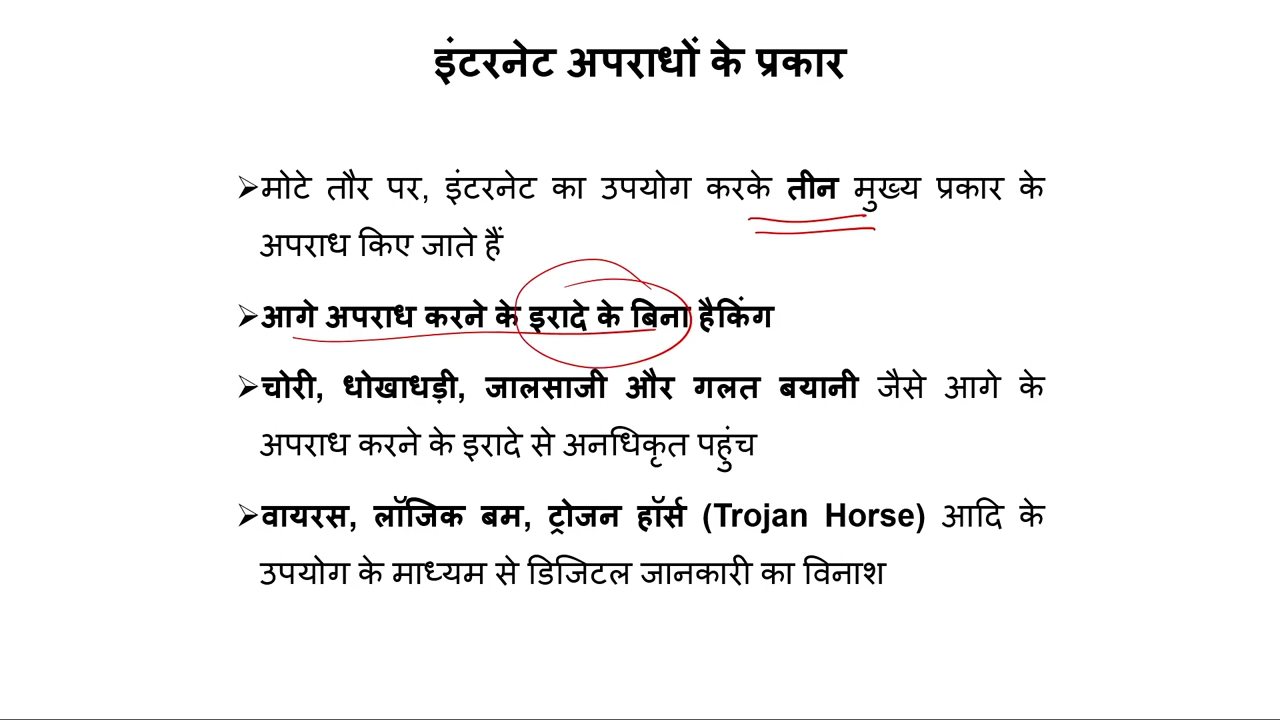 इंटरनेट अपराधों के प्रकार
➢मोटे तौर पर, इंटरनेट का उपयोग करके तीन मुख्य प्रकार के
अपराध किए जाते हैं
➢आगे अपराध करने के इरादे के बिना हैकिंग
➢चोरी, धोखाधड़ी, जालसाजी और गलत बयानी जैसे आगे के
अपराध करने के इरादे से अनधिकृत पहुंच
➢वायरस, लॉजिक बम, ट्रोजन हॉर्स (Trojan Horse) आदि के
उपयोग के माध्यम से डिजिटल जानकारी का विनाश